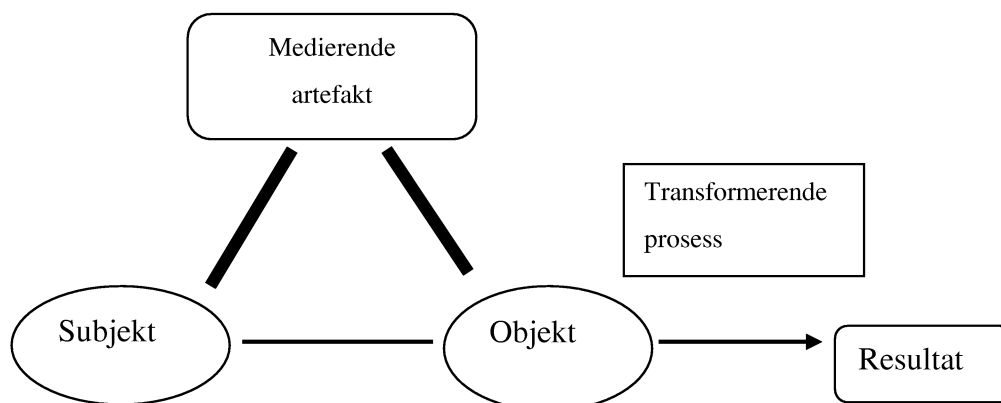 Medierende
artefakt
Transformerende
prosess
Subjekt
Objekt
Resultat